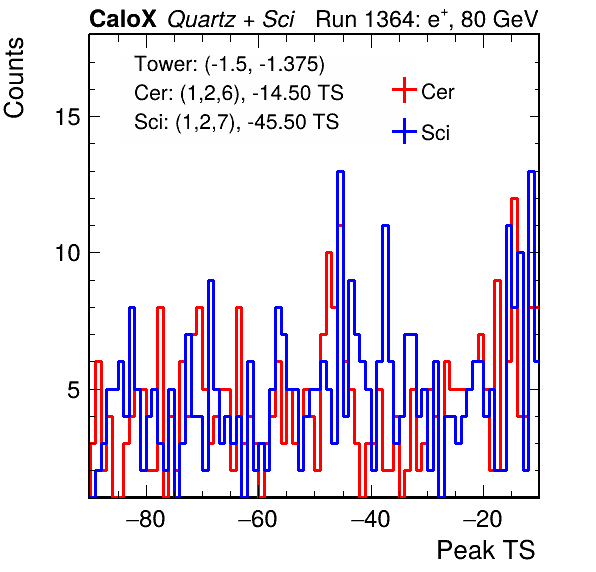 CaloX Quartz + Sci Run 1364: e+, 80 GeV
Counts
Tower: (-1.5, -1.375)
Cer: (1,2,6), -14.50 TS
Sci: (1,2,7), -45.50 TS
Cer
Sci
15
10
5
−80 −60 −40 −20
Peak TS